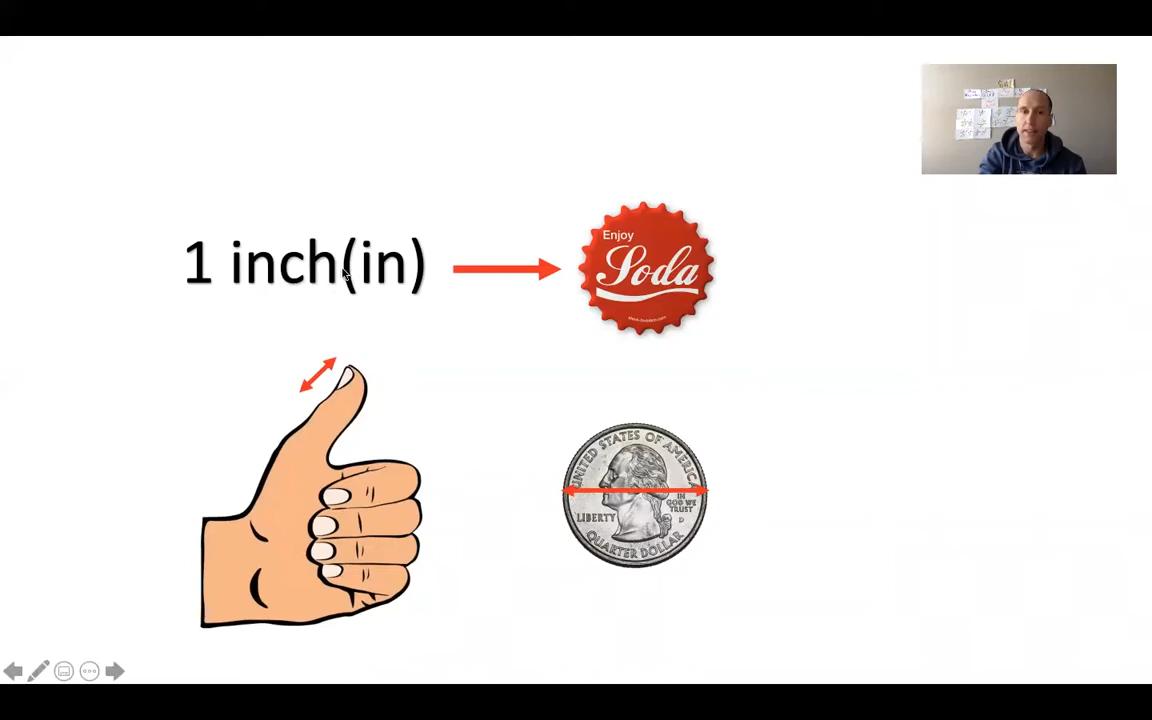 1 inch(in)
Enjoy
Soda
UNITED STATES OF AMERICA
LIBERTY
IN
GOD WE
TRUST
D
QUARTER DOLLAR